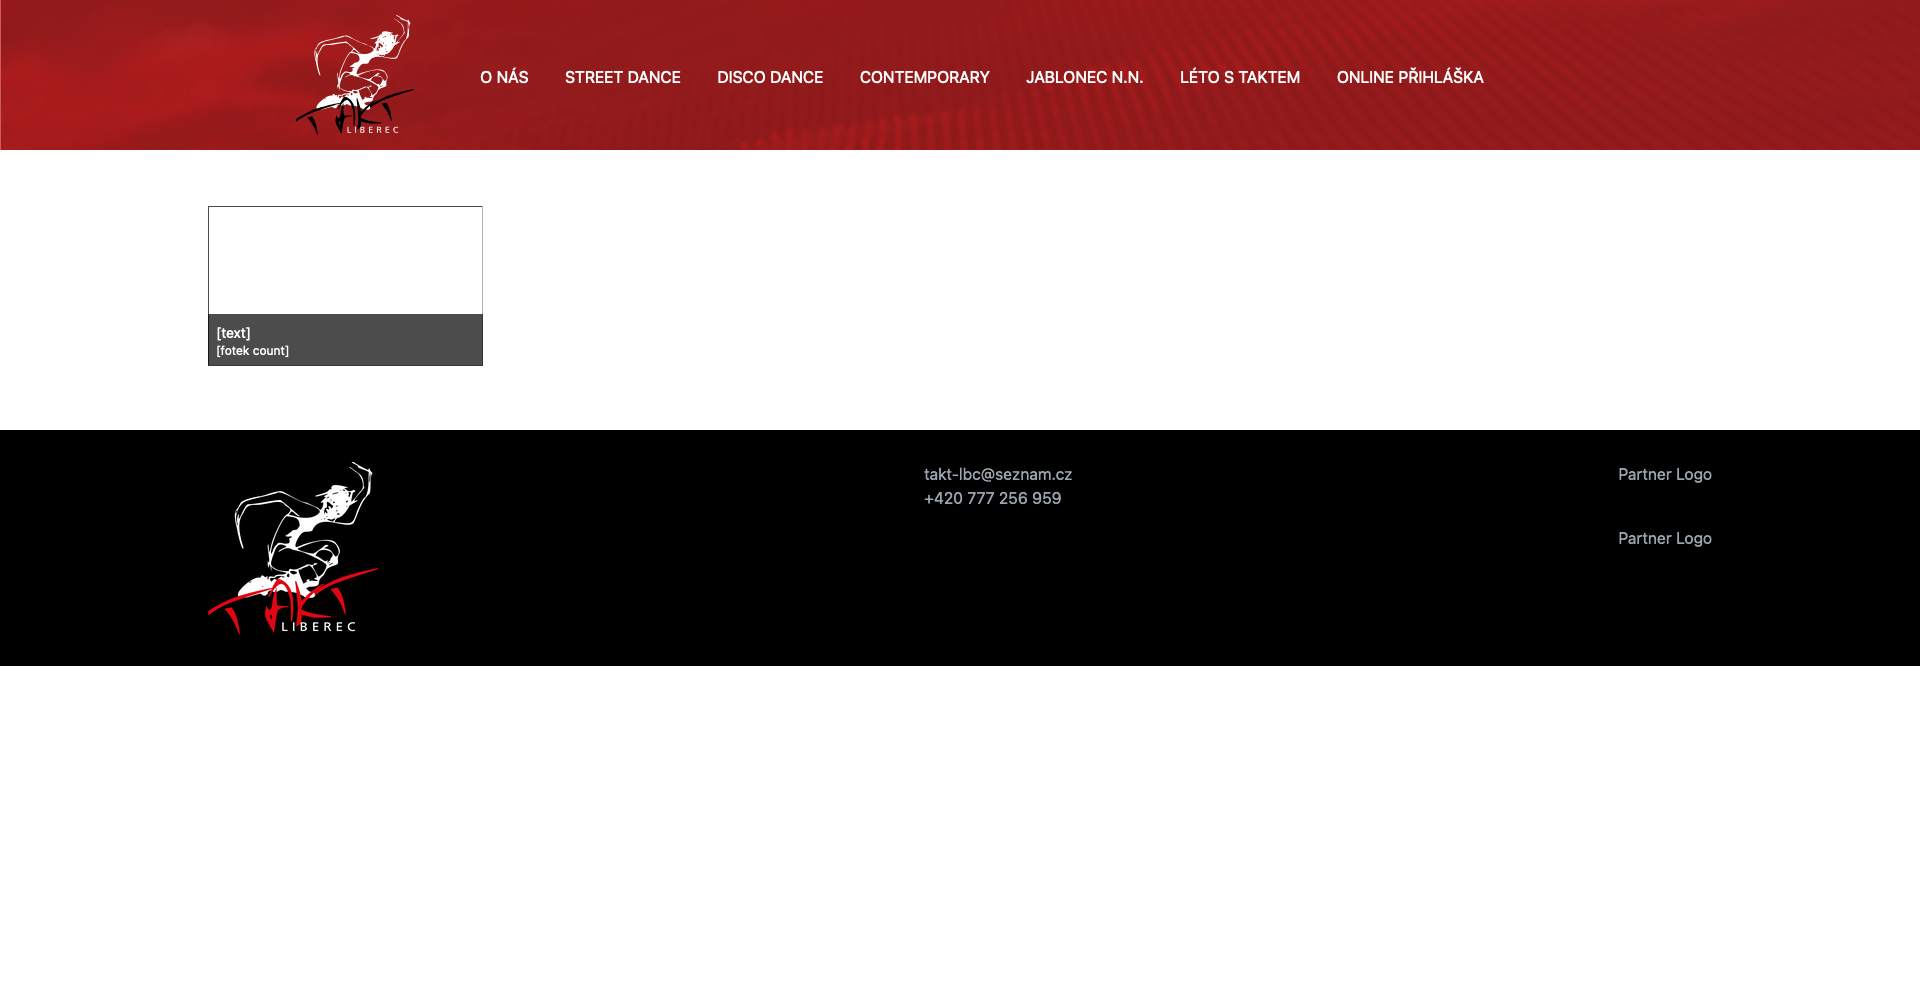 TAKT
LIBEREC
O NÁS
STREET DANCE
DISCO DANCE
CONTEMPORARY
JABLONEC N.N.
LÉTO S TAKTEM
ONLINE PŘIHLÁŠKA
[text]
[fotek count]
TAKT
LIBEREC
takt-lbc@seznam.cz
+420 777 256 959
Partner Logo
Partner Logo